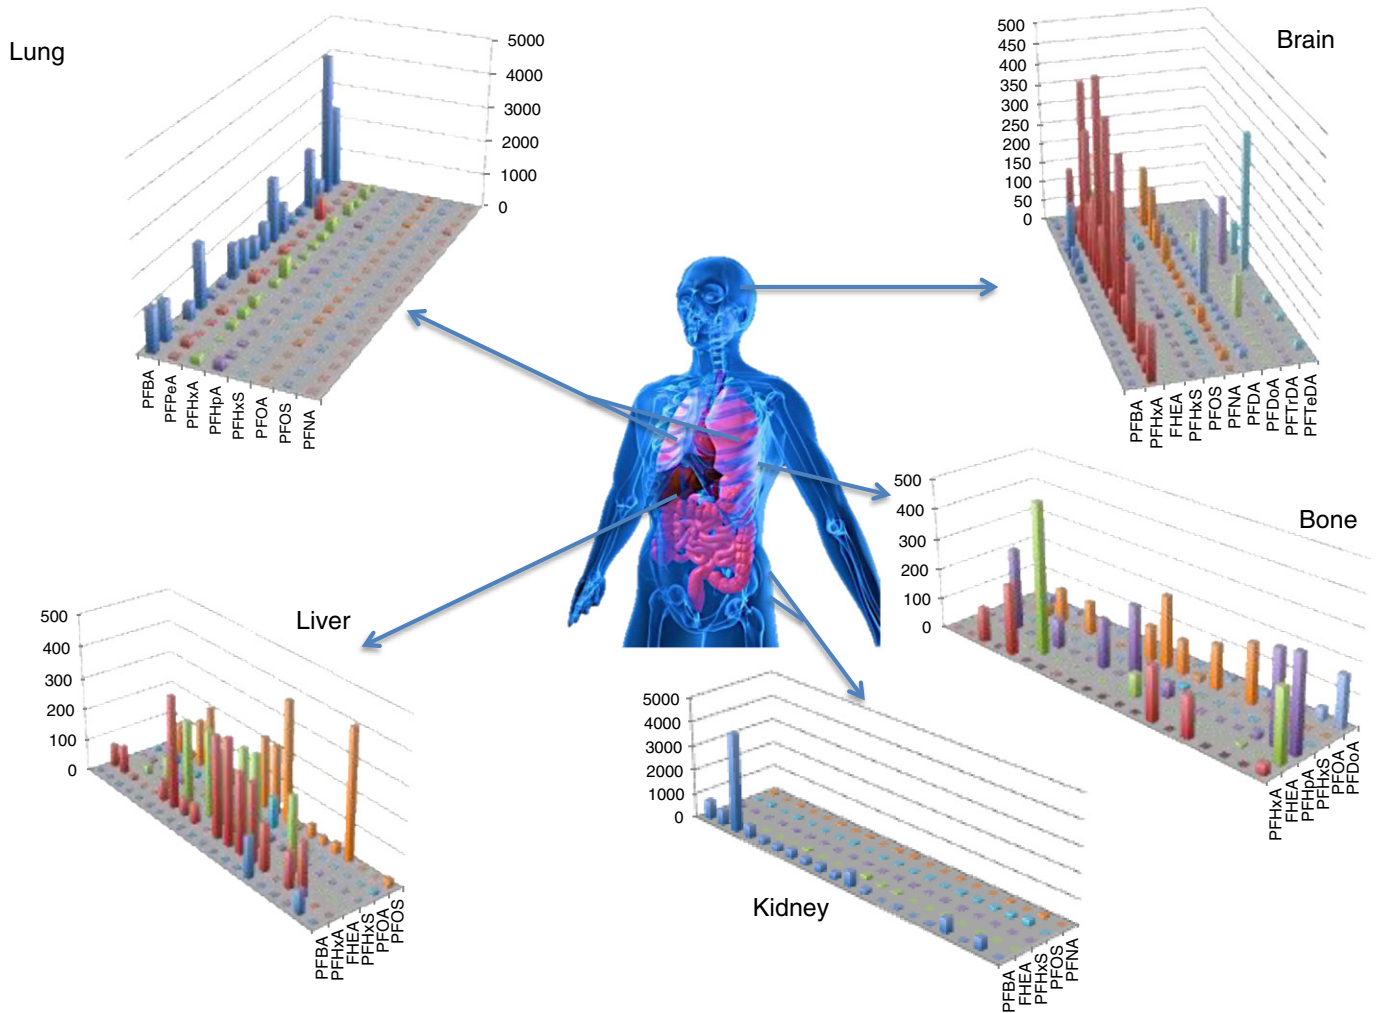 Lung
5000
4000
3000
2000
1000
0
PFBA
PFPeA
PFHxA
PFHpA
PFHxS
PFOA
PFOS
PFNA
Brain
500
450
400
350
300
250
200
150
100
50
0
PFBA
PFHxA
FHEA
PFHxS
PFOS
PFNA
PFDA
PFDoA
PFTrDA
PFTeDA
Bone
500
400
300
200
100
0
PFHxA
FHEA
PFHpA
PFHxS
PFOA
PFDoA
Liver
500
400
300
200
100
0
PFBA
PFHxA
FHEA
PFHxS
PFOA
PFOS
Kidney
5000
4000
3000
2000
1000
0
PFBA
FHEA
PFHxS
PFOS
PFNA